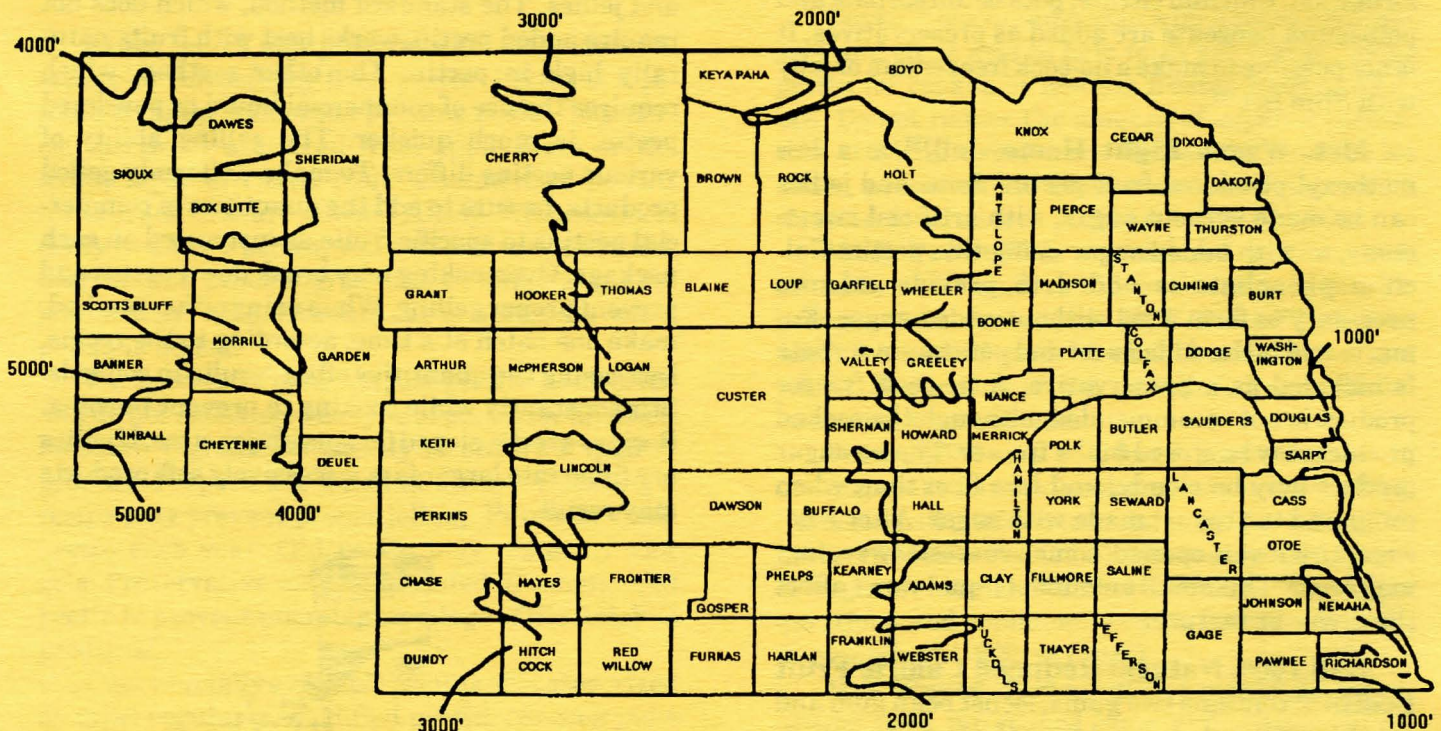 3000'
2000'
4000'
KEYA PAHA
BOYD
DAWES
KNOX
CEDAR
DIXON
SHERIDAN
CHERRY
SIOUX
BROWN
ROCK
HOLT
DAKOTA
BOX BUTTE
ANTELOPE
PIERCE
WAYNE
THURSTON
SCOTTS BLUFF
GRANT
HOOKER
THOMAS
BLAINE
LOUP
GARFIELD
WHEELER
MADISON
STANTON
CUMING
BURT
BOONE
1000'
MORRILL
BANNER
GARDEN
ARTHUR
McPHERSON
LOGAN
VALLEY
GREELEY
PLATTE
COLFAX
DODGE
WASH-
INGTON
5000'
CUSTER
NANCE
KIMBALL
CHEYENNE
DEUEL
KEITH
LINCOLN
SHERMAN
HOWARD
MERRICK
POLK
BUTLER
SAUNDERS
DOUGLAS
SARPY
5000'
4000'
PERKINS
DAWSON
BUFFALO
HALL
HAMILTON
YORK
SEWARD
LANCASTER
CASS
OTOE
CHASE
HAYES
FRONTIER
GOSPER
PHELPS
KEARNEY
ADAMS
CLAY
FILLMORE
SALINE
JOHNSON
NEMAHA
DUNDY
HITCH
COCK
RED
WILLOW
FURNAS
HARLAN
FRANKLIN
WEBSTER
NUCKOLLS
THAYER
JEFFERSON
GAGE
PAWNEE
RICHARDSON
3000'
2000'
1000'